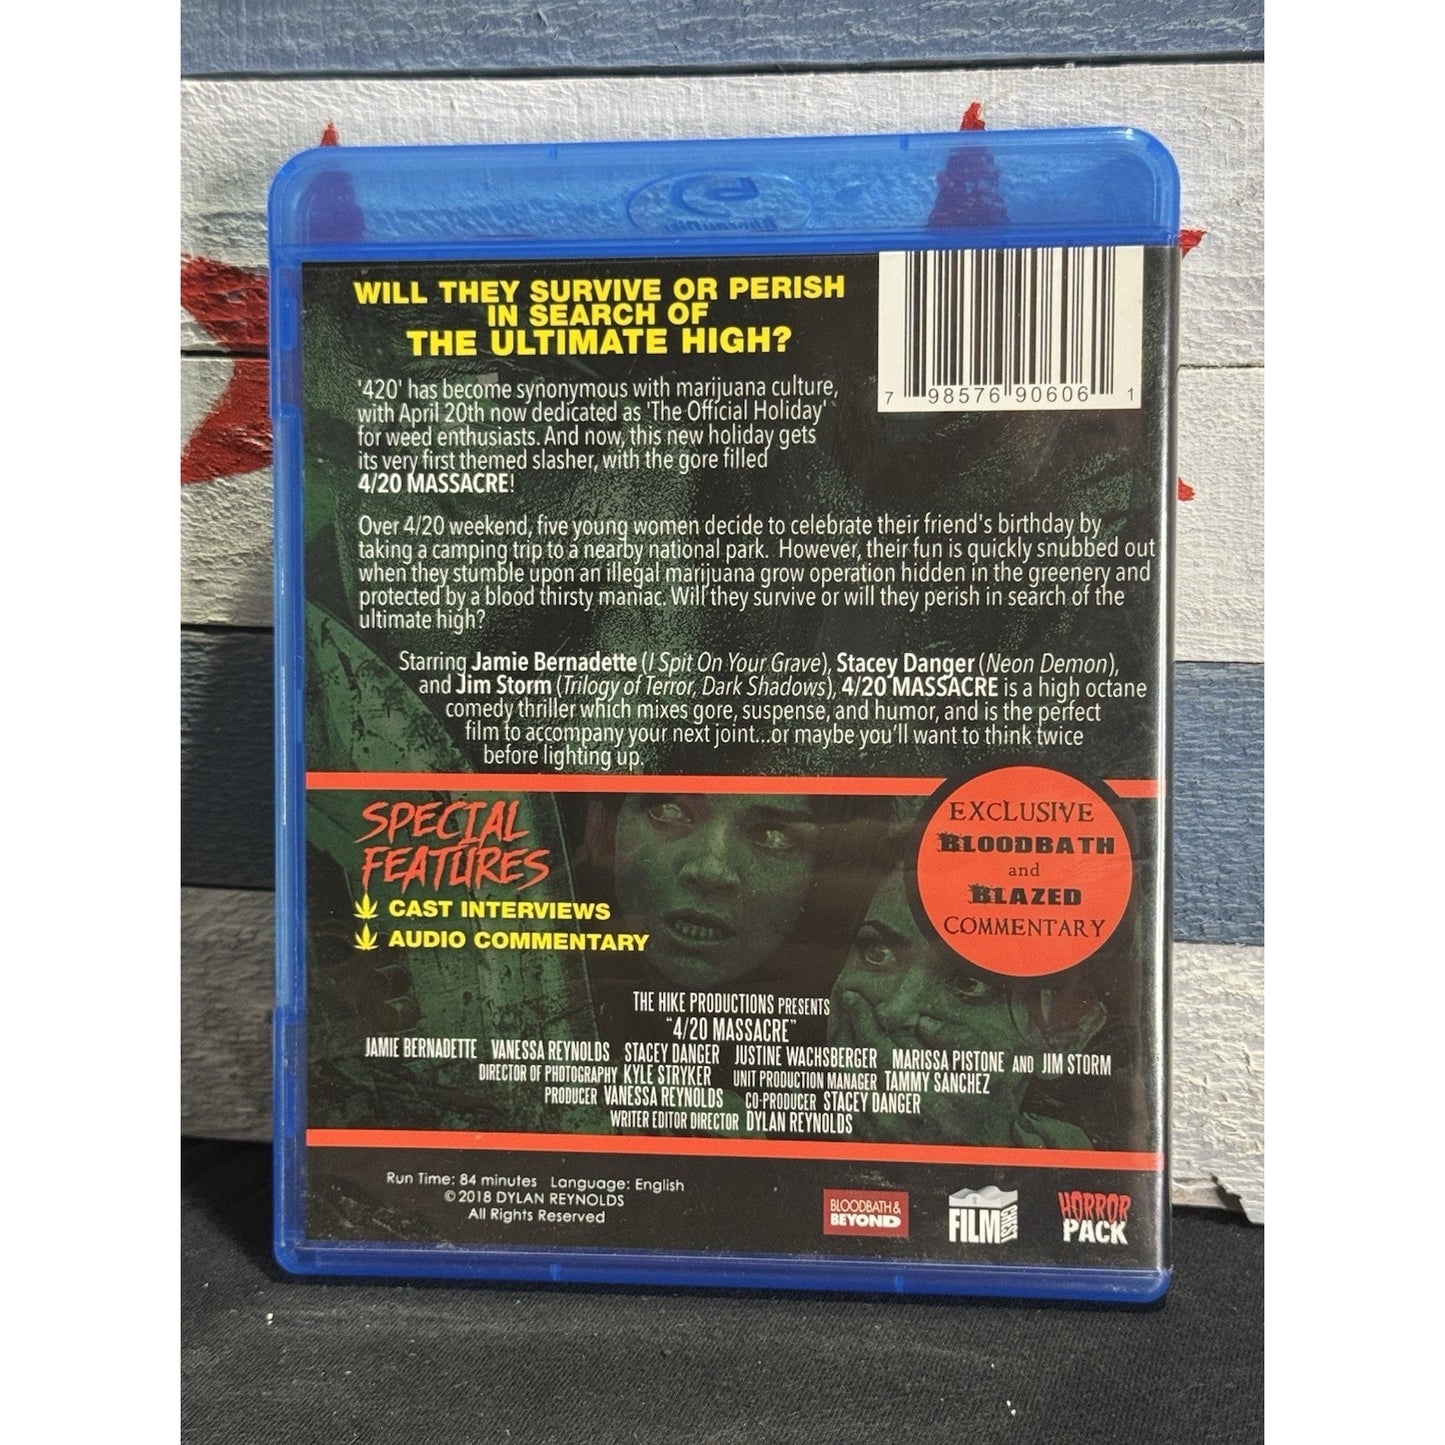 WILL THEY SURVIVE OR PERISH
IN SEARCH OF
THE ULTIMATE HIGH?
7 98576 90606 1
'420' has become synonymous with marijuana culture,
with April 20th now dedicated as 'The Official Holiday'
for weed enthusiasts. And now, this new holiday gets
its very first themed slasher, with the gore filled
4/20 MASSACRE!
Over 4/20 weekend, five young women decide to celebrate their friend's birthday by
taking a camping trip to a nearby national park. However, their fun is quickly snubbed out
when they stumble upon an illegal marijuana grow operation hidden in the greenery and
protected by a blood thirsty maniac. Will they survive or will they perish in search of the
ultimate high?
Starring Jamie Bernadette (I Spit On Your Grave), Stacey Danger (Neon Demon),
and Jim Storm (Trilogy of Terror, Dark Shadows), 4/20 MASSACRE is a high octane
comedy thriller which mixes gore, suspense, and humor, and is the perfect
film to accompany your next joint...or maybe you'll want to think twice
before lighting up.
SPECIAL
FEATURES
CAST INTERVIEWS
AUDIO COMMENTARY
EXCLUSIVE
BLOODBATH
and
BLAZED
COMMENTARY
THE HIKE PRODUCTIONS PRESENTS
"4/20 MASSACRE"
JAMIE BERNADETTE VANESSA REYNOLDS STACEY DANGER JUSTINE WACHSBERGER MARISSA PISTONE AND JIM STORM
DIRECTOR OF PHOTOGRAPHY KYLE STRYKER UNIT PRODUCTION MANAGER TAMMY SANCHEZ
PRODUCER VANESSA REYNOLDS CO-PRODUCER STACEY DANGER
WRITER EDITOR DIRECTOR DYLAN REYNOLDS
Run Time: 84 minutes Language: English
©2018 DYLAN REYNOLDS
All Rights Reserved
BLOODBATH &
BEYOND
FILM
HORROR
PACK